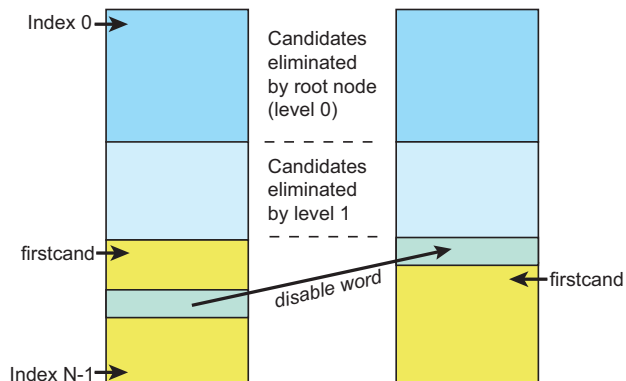 Index 0
Candidates
eliminated
by root node
(level 0)
Candidates
eliminated
by level 1
firstcand
disable word
firstcand
Index N-1